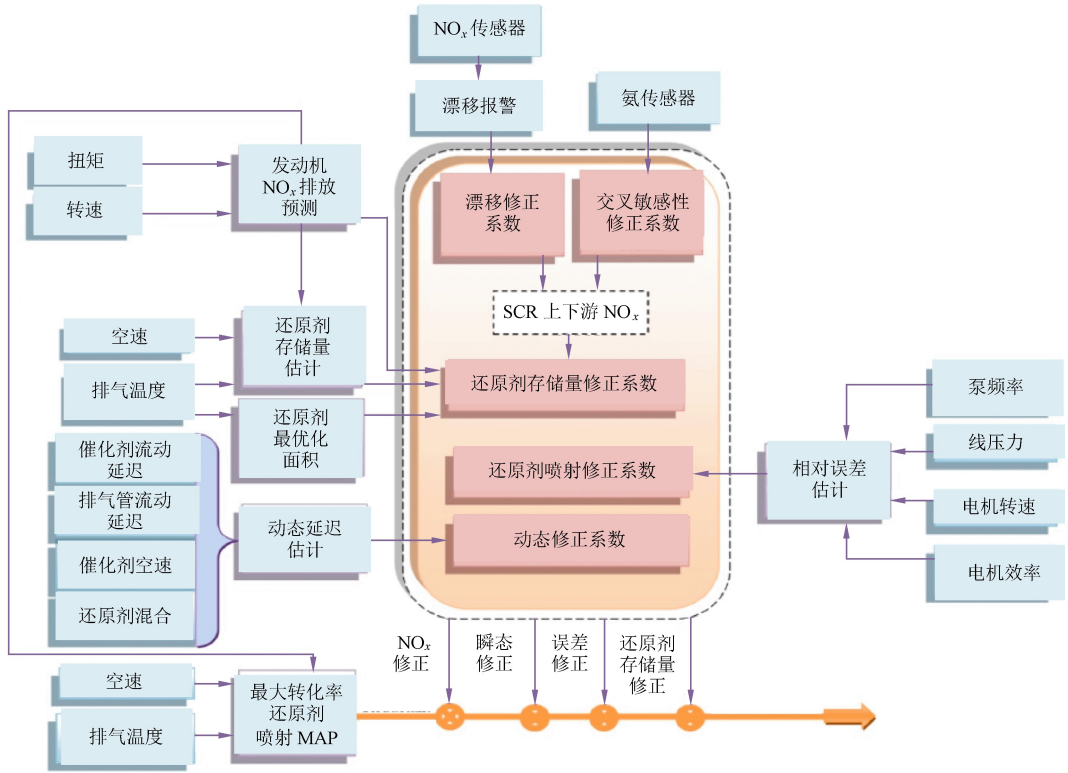 NOx 传感器
漂移报警
氨传感器
扭矩
转速
发动机
NOx 排放
预测
漂移修正
系数
交叉敏感性
修正系数
SCR 上下游 NOx
空速
排气温度
还原剂
存储量
估计
还原剂存储量修正系数
还原剂
最优化
面积
催化剂流动
延迟
排气管流动
延迟
催化剂空速
还原剂混合
动态延迟
估计
还原剂喷射修正系数
动态修正系数
相对误差
估计
泵频率
线压力
电机转速
电机效率
NOx
修正
瞬态
修正
误差
修正
还原剂
存储量
修正
空速
排气温度
最大转化率
还原剂
喷射 MAP